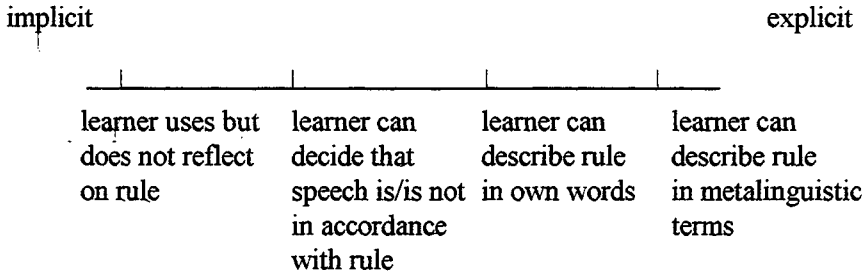 implicit explicit
learner uses but learner can learner can learner can
does not reflect decide that describe rule describe rule
on rule speech is/is not in own words in metalinguistic
in accordance terms
with rule